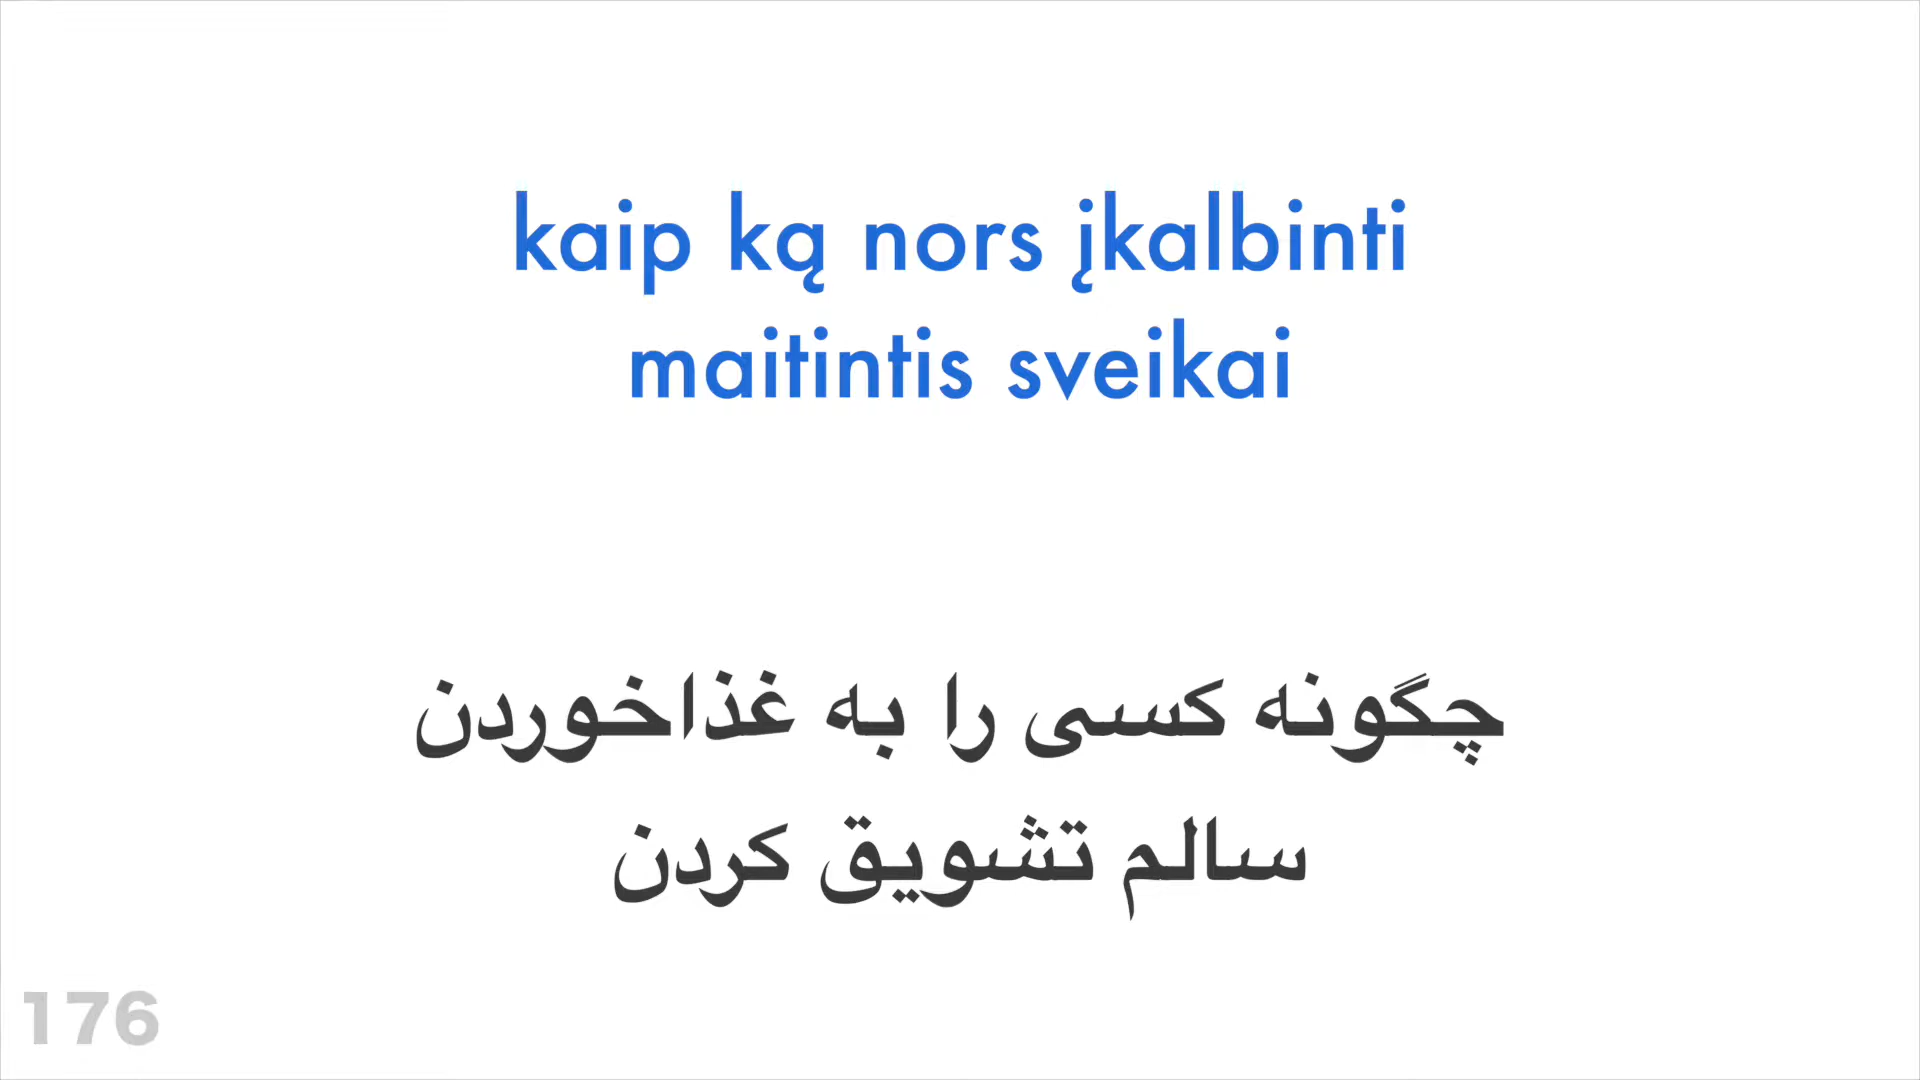 kaip ką nors įkalbinti
maitintis sveikai
چگونه کسی را به غذاخوردن
سالم تشویق کردن
176